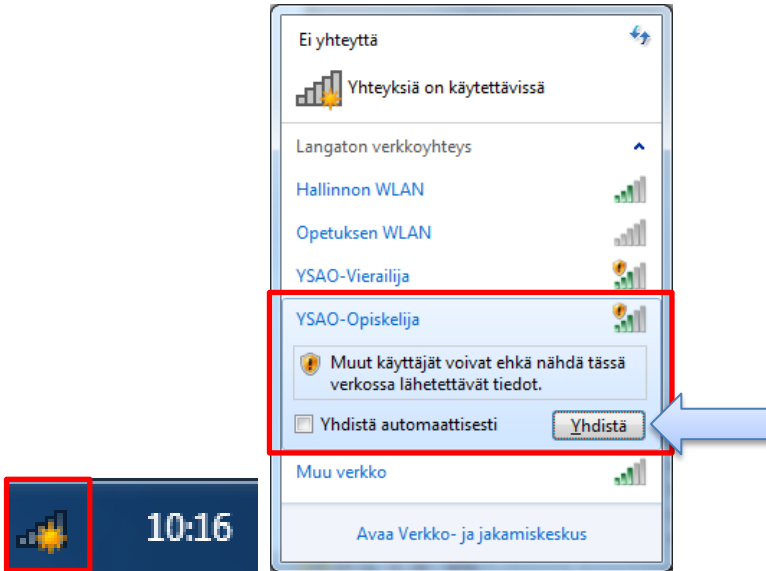 Ei yhteyttä
Yhteyksiä on käytettävissä
Langaton verkkoyhteys
Hallinnon WLAN
Opetuksen WLAN
YSAO-Vierailija
YSAO-Opiskelija
Muut käyttäjät voivat ehkä nähdä tässä
verkossa lähetettävät tiedot.
Yhdistä automaattisesti Yhdistä
Muu verkko
Avaa Verkko- ja jakamiskeskus
10:16